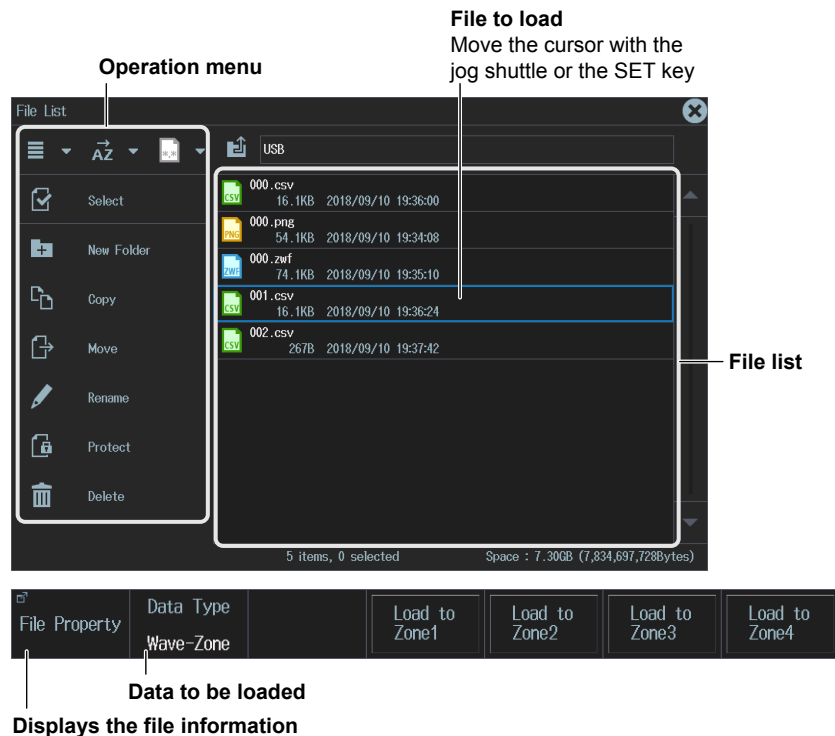 File to load
Move the cursor with the
jog shuttle or the SET key
Operation menu
File List
AZ
*.*
USB
Select
New Folder
Copy
Move
Rename
Protect
Delete
CSV
000.csv
16.1KB 2018/09/10 19:36:00
PNG
000.png
54.1KB 2018/09/10 19:34:08
ZWF
000.zwf
74.1KB 2018/09/10 19:35:10
CSV
001.csv
16.1KB 2018/09/10 19:36:24
CSV
002.csv
267B 2018/09/10 19:37:42
File list
5 items, 0 selected Space : 7.30GB (7,834,697,728Bytes)
File Property
Data Type
Wave-Zone
Load to
Zone1
Load to
Zone2
Load to
Zone3
Load to
Zone4
Data to be loaded
Displays the file information